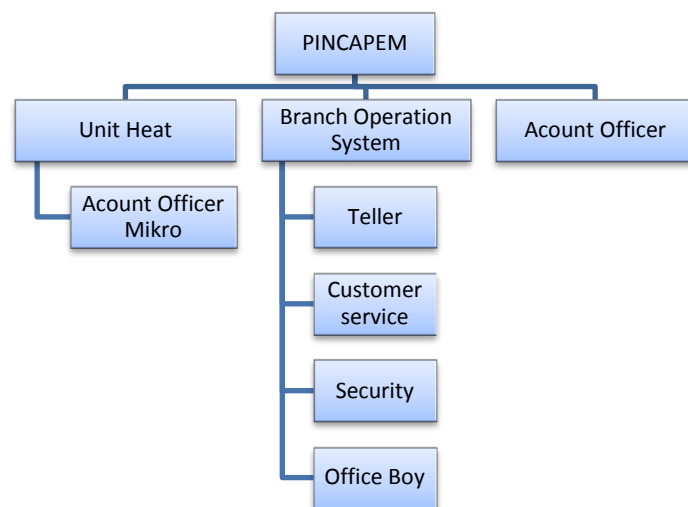 PINCAPEM
Unit Heat
Branch Operation
System
Acount Officer
Acount Officer
Mikro
Teller
Customer
service
Security
Office Boy